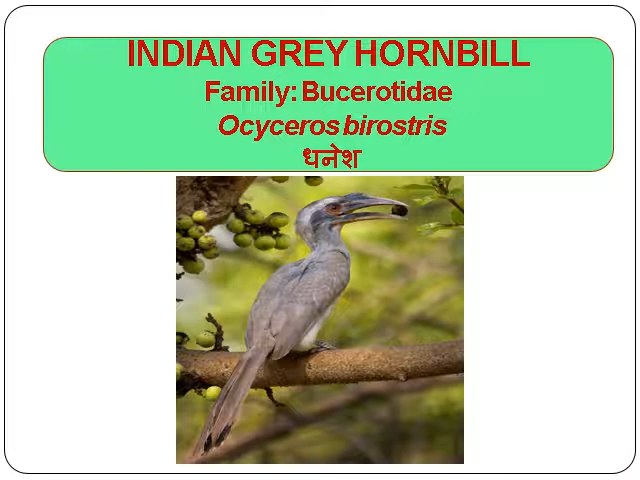 INDIAN GREY HORNBILL
Family: Bucerotidae
Ocyceros birostris
धनेश